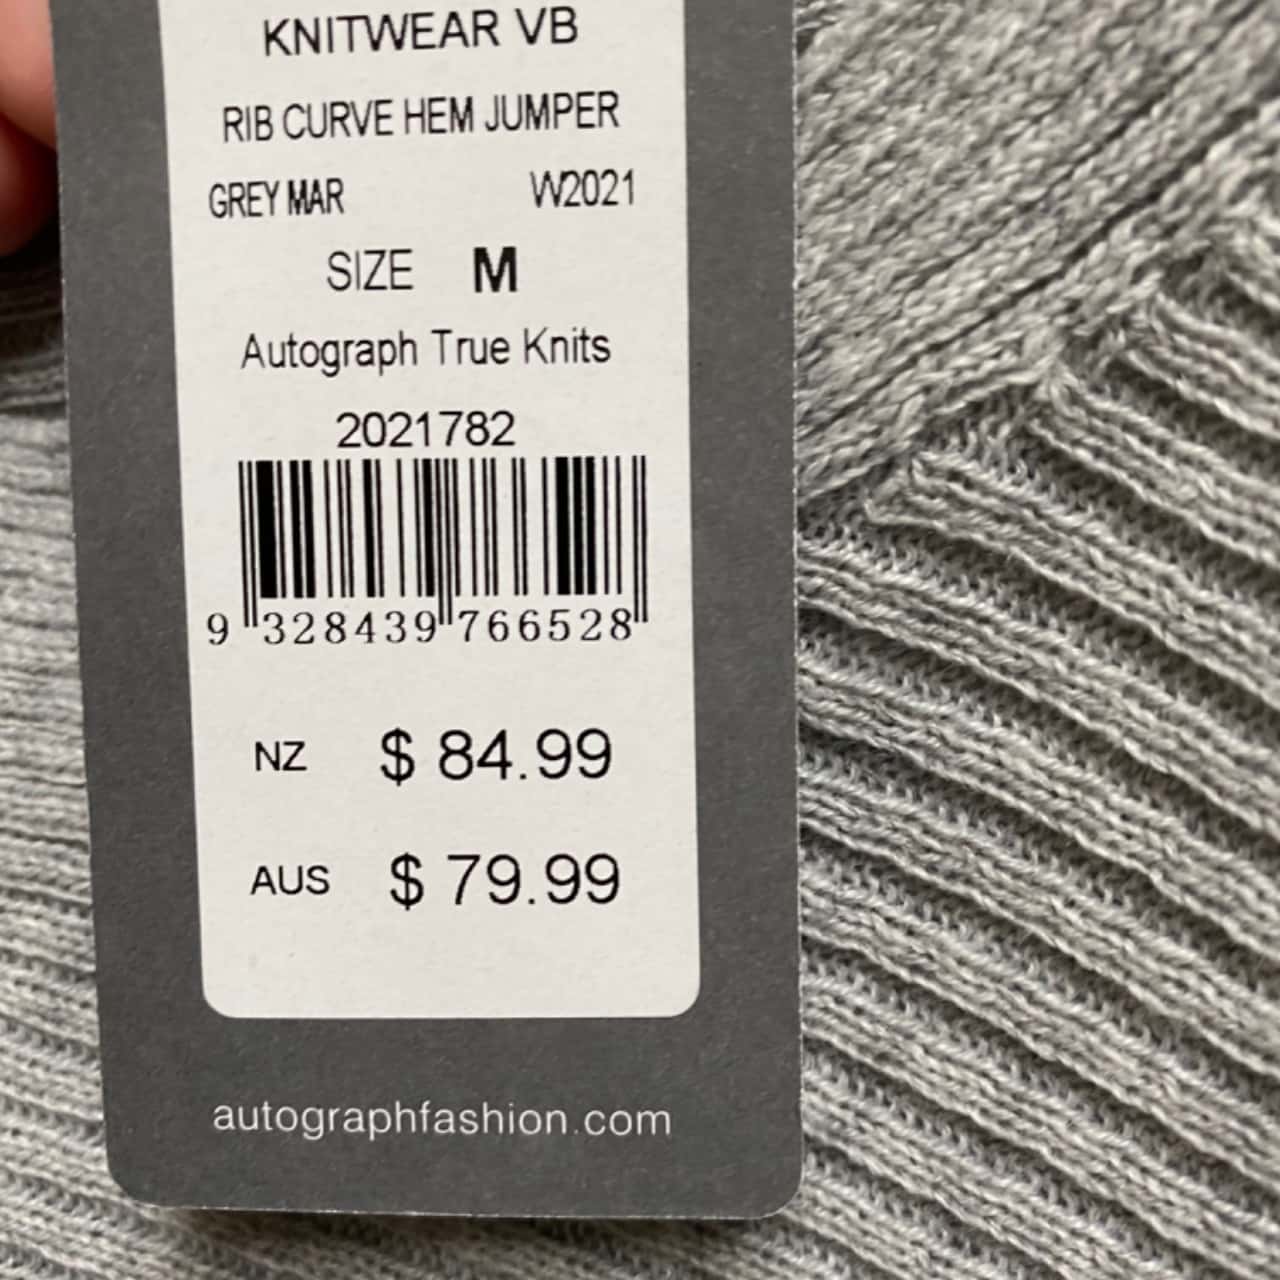 KNITWEAR VB
RIB CURVE HEM JUMPER
GREY MAR W2021
SIZE M
Autograph True Knits
2021782
9 328439 766528
NZ $ 84.99
AUS $ 79.99
autographfashion.com